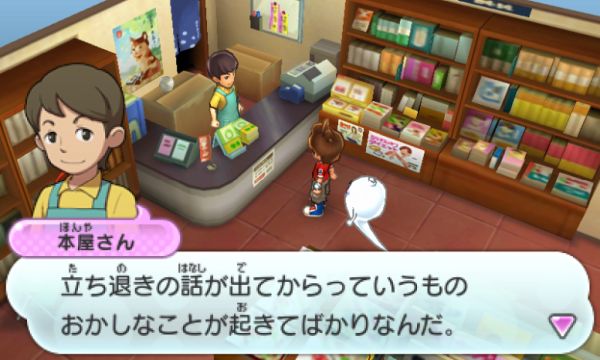 ほんや
本屋さん
た の はなし で
立ち退きの話が出てからっていうもの
お
おかしなことが起きてばかりなんだ。